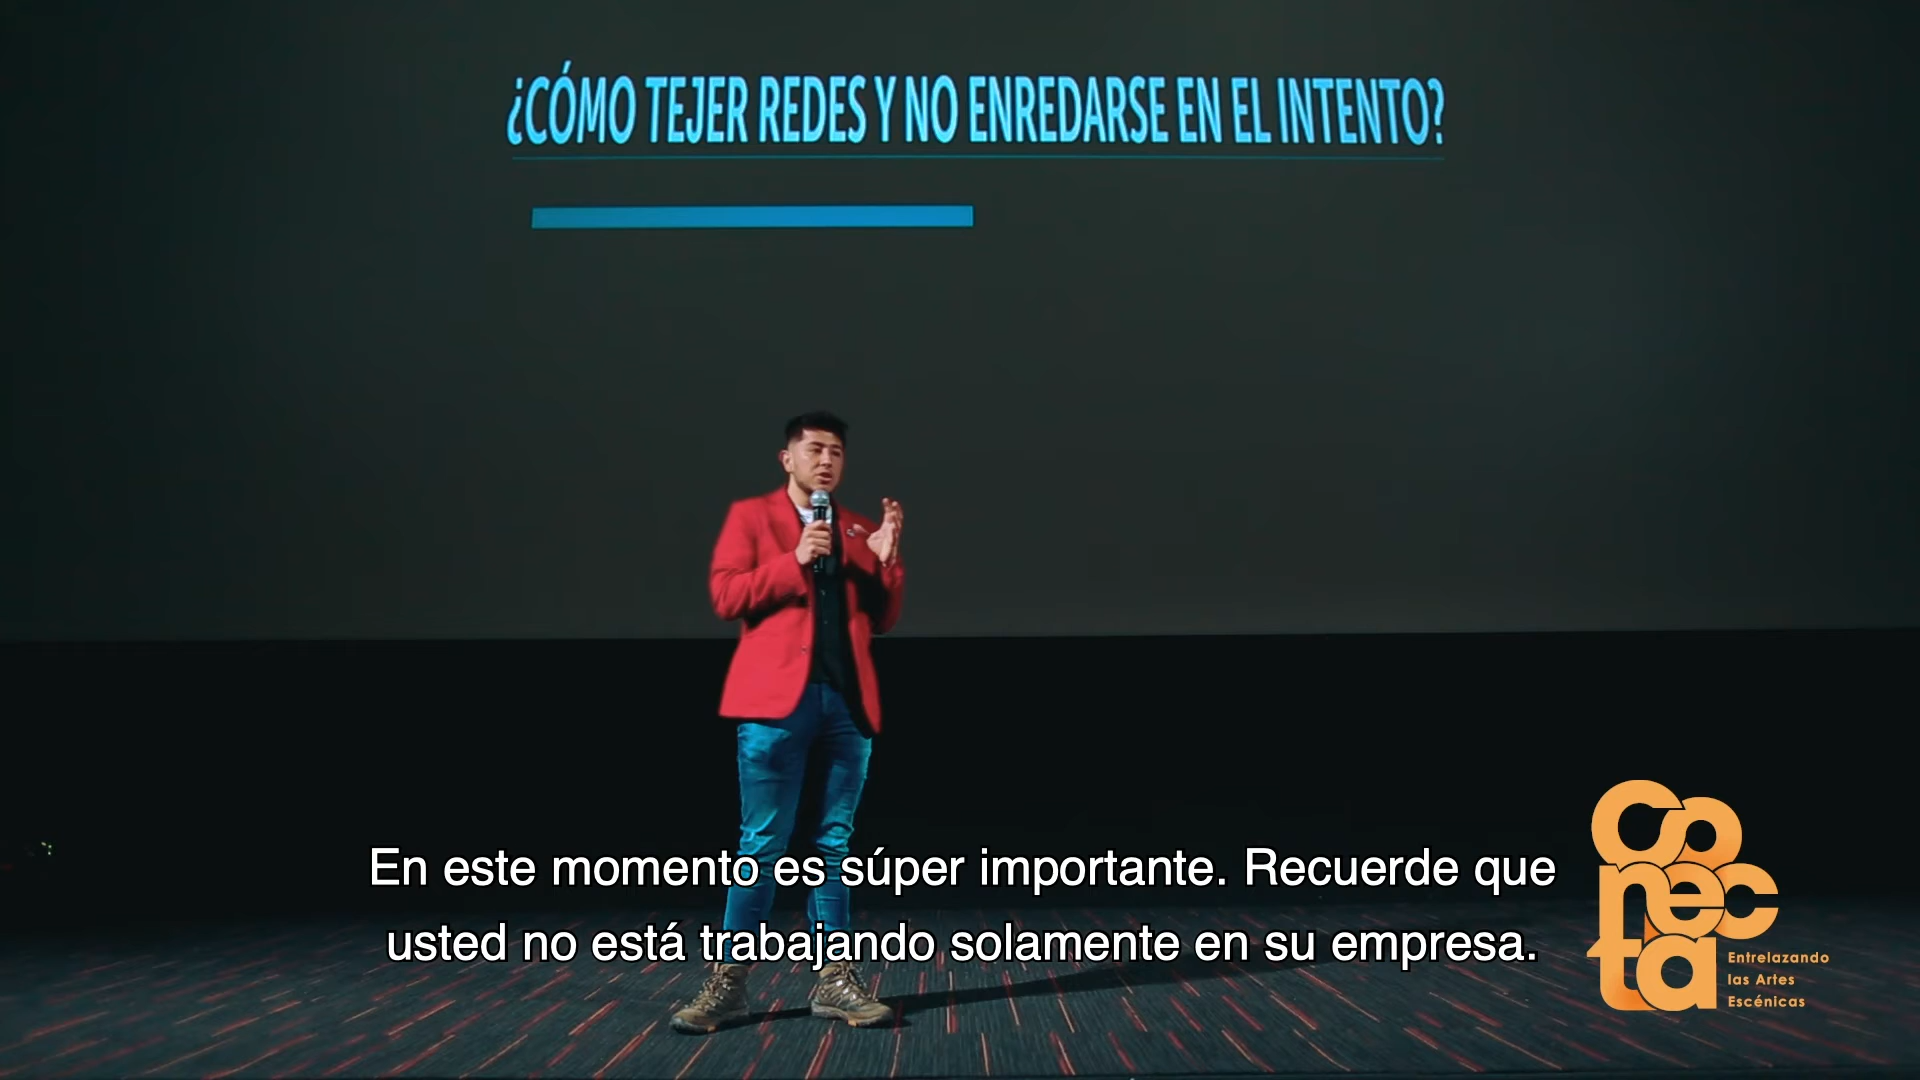 ¿CÓMO TEJER REDES Y NO ENREDARSE EN EL INTENTO?
En este momento es súper importante. Recuerde que
usted no está trabajando solamente en su empresa.
Co
nec
ta
Entrelazando
las Artes
Escénicas